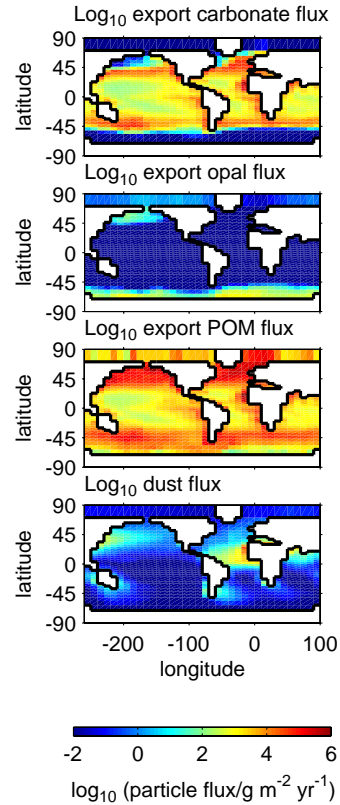 Log10 export carbonate flux
90
45
0
-45
-90
latitude
Log10 export opal flux
90
45
0
-45
-90
latitude
Log10 export POM flux
90
45
0
-45
-90
latitude
Log10 dust flux
90
45
0
-45
-90
latitude
-200 -100 0 100
longitude
-2 0 2 4 6
log10 (particle flux/g m-2 yr-1)